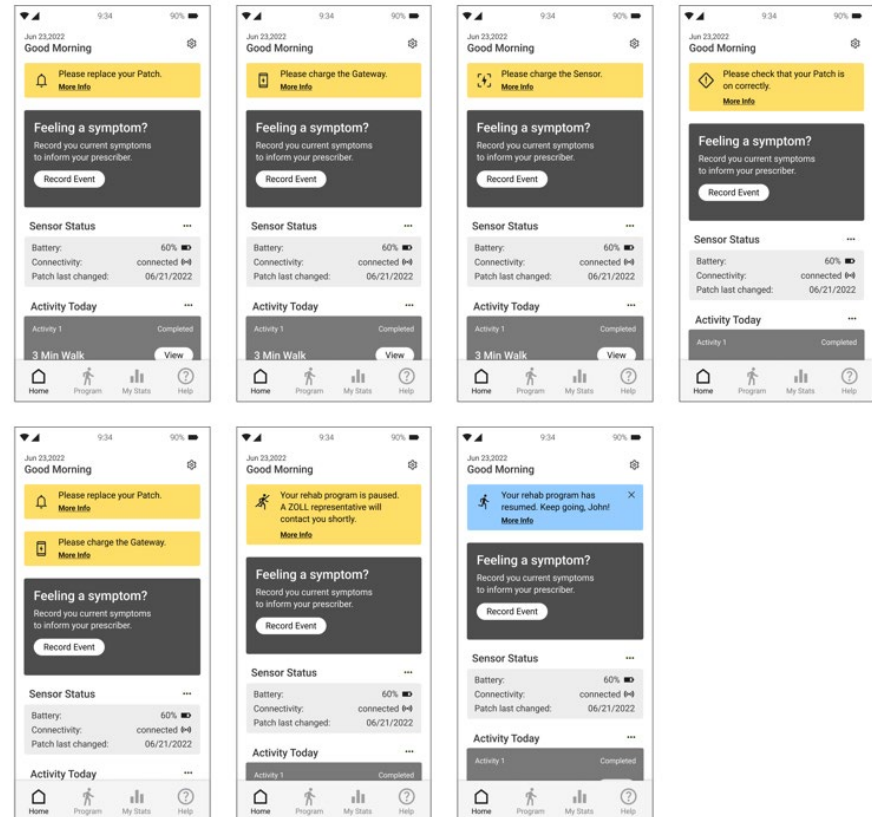 9:34
90%
Jun 23,2022
Good Morning
Please replace your Patch.
More Info
Feeling a symptom?
Record you current symptoms
to inform your prescriber.
Record Event
Sensor Status
Battery: 60%
Connectivity: connected
Patch last changed: 06/21/2022
Activity Today
Activity 1 Completed
3 Min Walk View
Home Program My Stats Help
9:34
90%
Jun 23,2022
Good Morning
Please charge the Gateway.
More Info
Feeling a symptom?
Record you current symptoms
to inform your prescriber.
Record Event
Sensor Status
Battery: 60%
Connectivity: connected
Patch last changed: 06/21/2022
Activity Today
Activity 1 Completed
3 Min Walk View
Home Program My Stats Help
9:34
90%
Jun 23,2022
Good Morning
Please charge the Sensor.
More Info
Feeling a symptom?
Record you current symptoms
to inform your prescriber.
Record Event
Sensor Status
Battery: 60%
Connectivity: connected
Patch last changed: 06/21/2022
Activity Today
Activity 1 Completed
3 Min Walk View
Home Program My Stats Help
9:34
90%
Jun 23,2022
Good Morning
Please check that your Patch is
on correctly.
More Info
Feeling a symptom?
Record you current symptoms
to inform your prescriber.
Record Event
Sensor Status
Battery: 60%
Connectivity: connected
Patch last changed: 06/21/2022
Activity Today
Activity 1 Completed
Home Program My Stats Help
9:34
90%
Jun 23,2022
Good Morning
Please replace your Patch.
More Info
Please charge the Gateway.
More Info
Feeling a symptom?
Record you current symptoms
to inform your prescriber.
Record Event
Sensor Status
Battery: 60%
Connectivity: connected
Patch last changed: 06/21/2022
Activity Today
Home Program My Stats Help
9:34
90%
Jun 23,2022
Good Morning
Your rehab program is paused.
A ZOLL representative will
contact you shortly.
More Info
Feeling a symptom?
Record you current symptoms
to inform your prescriber.
Record Event
Sensor Status
Battery: 60%
Connectivity: connected
Patch last changed: 06/21/2022
Activity Today
Activity 1 Completed
Home Program My Stats Help
9:34
90%
Jun 23,2022
Good Morning
Your rehab program has
resumed. Keep going, John!
More Info
Feeling a symptom?
Record you current symptoms
to inform your prescriber.
Record Event
Sensor Status
Battery: 60%
Connectivity: connected
Patch last changed: 06/21/2022
Activity Today
Activity 1 Completed
Home Program My Stats Help